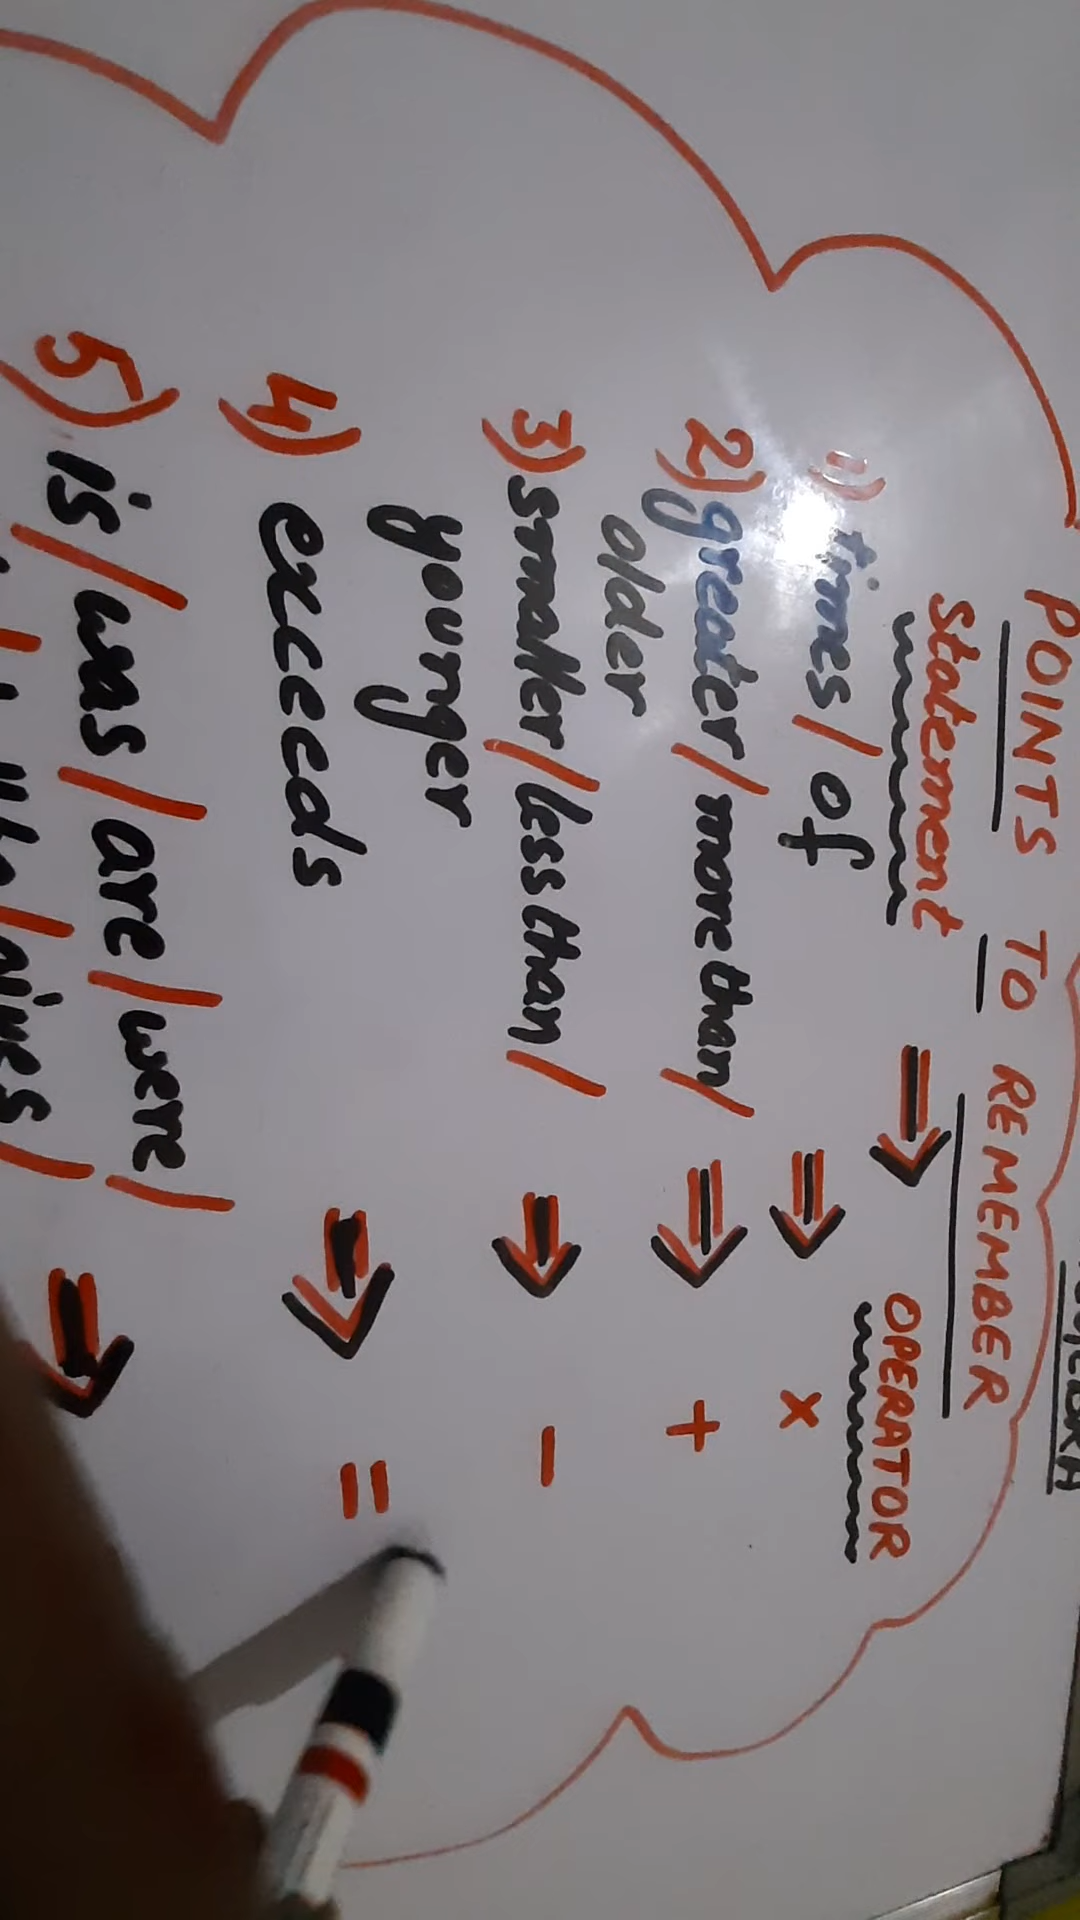 POINTS TO REMEMBER
Statement ⇒ OPERATOR
1) times / of ⇒ ×
2) greater / more than / ⇒ +
older
3) smaller / less than / ⇒ -
younger
4) exceeds ⇒ =
5) is / was / are / were / ⇒